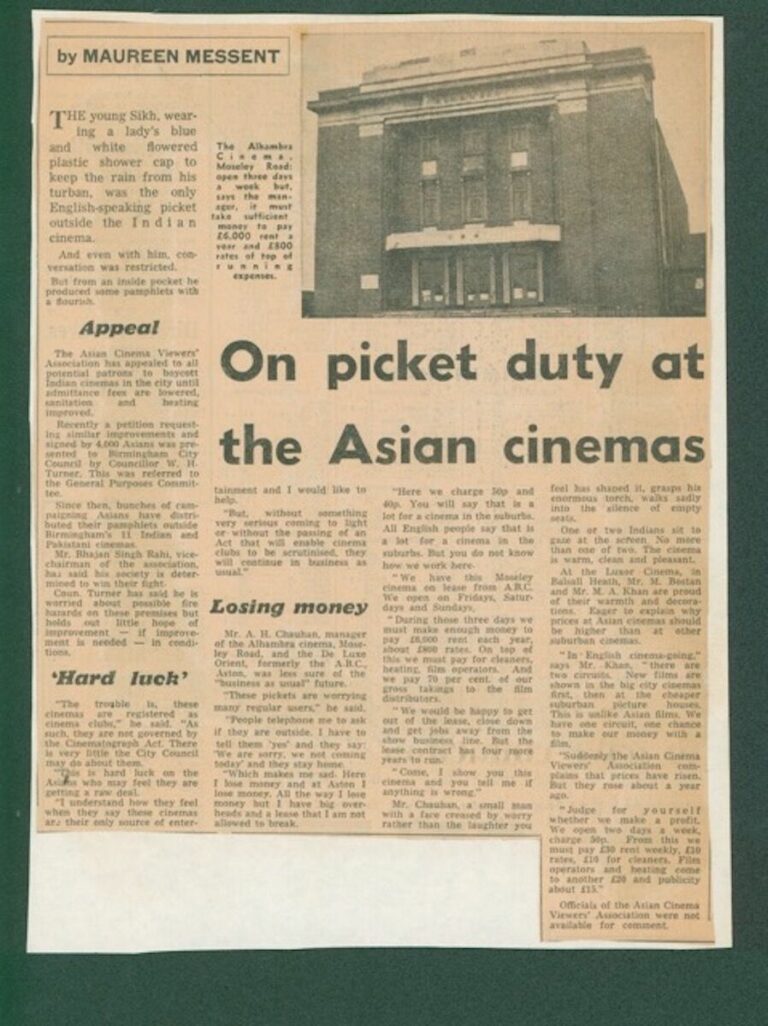 by MAUREEN MESSENT
THE young Sikh, wear-
ing a lady's blue
and white flowered
plastic shower cap to
keep the rain from his
turban, was the only
English-speaking picket
outside the Indian
cinema.
And even with him, con-
versation was restricted.
But from an inside pocket he
produced some pamphlets with
a flourish.
Appeal
The Asian Cinema Viewers'
Association has appealed to all
potential patrons to boycott
Indian cinemas in the city until
admittance fees are lowered,
sanitation and heating
improved.
Recently a petition request-
ing similar improvements and
signed by 4,000 Asians was pre-
sented to Birmingham City
Council by Councillor W. H.
Turner. This was referred to
the General Purposes Commit-
tee.
Since then, bunches of cam-
paigning Asians have distri-
buted their pamphlets outside
Birmingham's 11 Indian and
Pakistani cinemas.
Mr. Bhajan Singh Rahi, vice-
chairman of the association,
has said his society is deter-
mined to win their fight.
Coun. Turner has said he is
worried about possible fire
hazards on these premises but
holds out little hope of
improvement — if improve-
ment is needed — in condi-
tions.
'Hard luck'
"The trouble is, these
cinemas are registered as
cinema clubs," he said. "As
such, they are not governed by
the Cinematograph Act. There
is very little the City Council
may do about them.
"This is hard luck on the
Asians who may feel they are
getting a raw deal.
"I understand how they feel
when they say these cinemas
are their only source of enter-
The Alhambra
Cinema,
Moseley Road:
open three days
a week but,
says the man-
ager, it must
take sufficient
money to pay
£6,000 rent a
year and £800
rates of top of
running
expenses.
On picket duty at
the Asian cinemas
tainment and I would like to
help.
"But, without something
very serious coming to light
or without the passing of an
Act that will enable cinema
clubs to be scrutinised, they
will continue in business as
usual."
Losing money
Mr. A. H. Chauhan, manager
of the Alhambra cinema, Mose-
ley Road, and the De Luxe
Orient, formerly the A.B.C.,
Aston, was less sure of the
"business as usual" future.
"These pickets are worrying
many regular users," he said.
"People telephone me to ask
if they are outside. I have to
tell them 'yes' and they say:
'We are sorry, we not coming
today' and they stay home.
"Which makes me sad. Here
I lose money and at Aston I
lose money. All the way I lose
money but I have big over-
heads and a lease that I am not
allowed to break.
"Here we charge 50p and
40p. You will say that is a
lot for a cinema in the suburbs.
All English people say that is
a lot for a cinema in the
suburbs. But you do not know
how we work here.
"We have this Moseley
cinema on lease from A.B.C.
We open on Fridays, Satur-
days and Sundays.
"During those three days we
must make enough money to
pay £6,000 rent each year,
about £800 rates. On top of
this we must pay for cleaners,
heating, film operators. And
we pay 70 per cent. of our
gross takings to the film
distributors.
"We would be happy to get
out of the lease, close down
and get jobs away from the
show business line. But the
lease contract has four more
years to run.
"Come, I show you this
cinema and you tell me if
anything is wrong."
Mr. Chauhan, a small man
with a face creased by worry
rather than the laughter you
feel has shaped it, grasps his
enormous torch, walks sadly
into the silence of empty
seats.
One or two Indians sit to
gaze at the screen. No more
than one of two. The cinema
is warm, clean and pleasant.
At the Luxor Cinema, in
Balsall Heath, Mr. M. Bostan
and Mr. M. A. Khan are proud
of their warmth and decora-
tions. Eager to explain why
prices at Asian cinemas should
be higher than at other
suburban cinemas.
"In English cinema-going,"
says Mr. Khan, "there are
two circuits. New films are
shown in the big city cinemas
first, then at the cheaper
suburban picture houses.
This is unlike Asian films. We
have one circuit, one chance
to make our money with a
film.
"Suddenly the Asian Cinema
Viewers' Association com-
plains that prices have risen.
But they rose about a year
ago.
"Judge for yourself
whether we make a profit.
We open two days a week,
charge 50p. From this we
must pay £30 rent weekly, £10
rates, £10 for cleaners. Film
operators and heating come
to another £20 and publicity
about £15."
Officials of the Asian Cinema
Viewers' Association were not
available for comment.